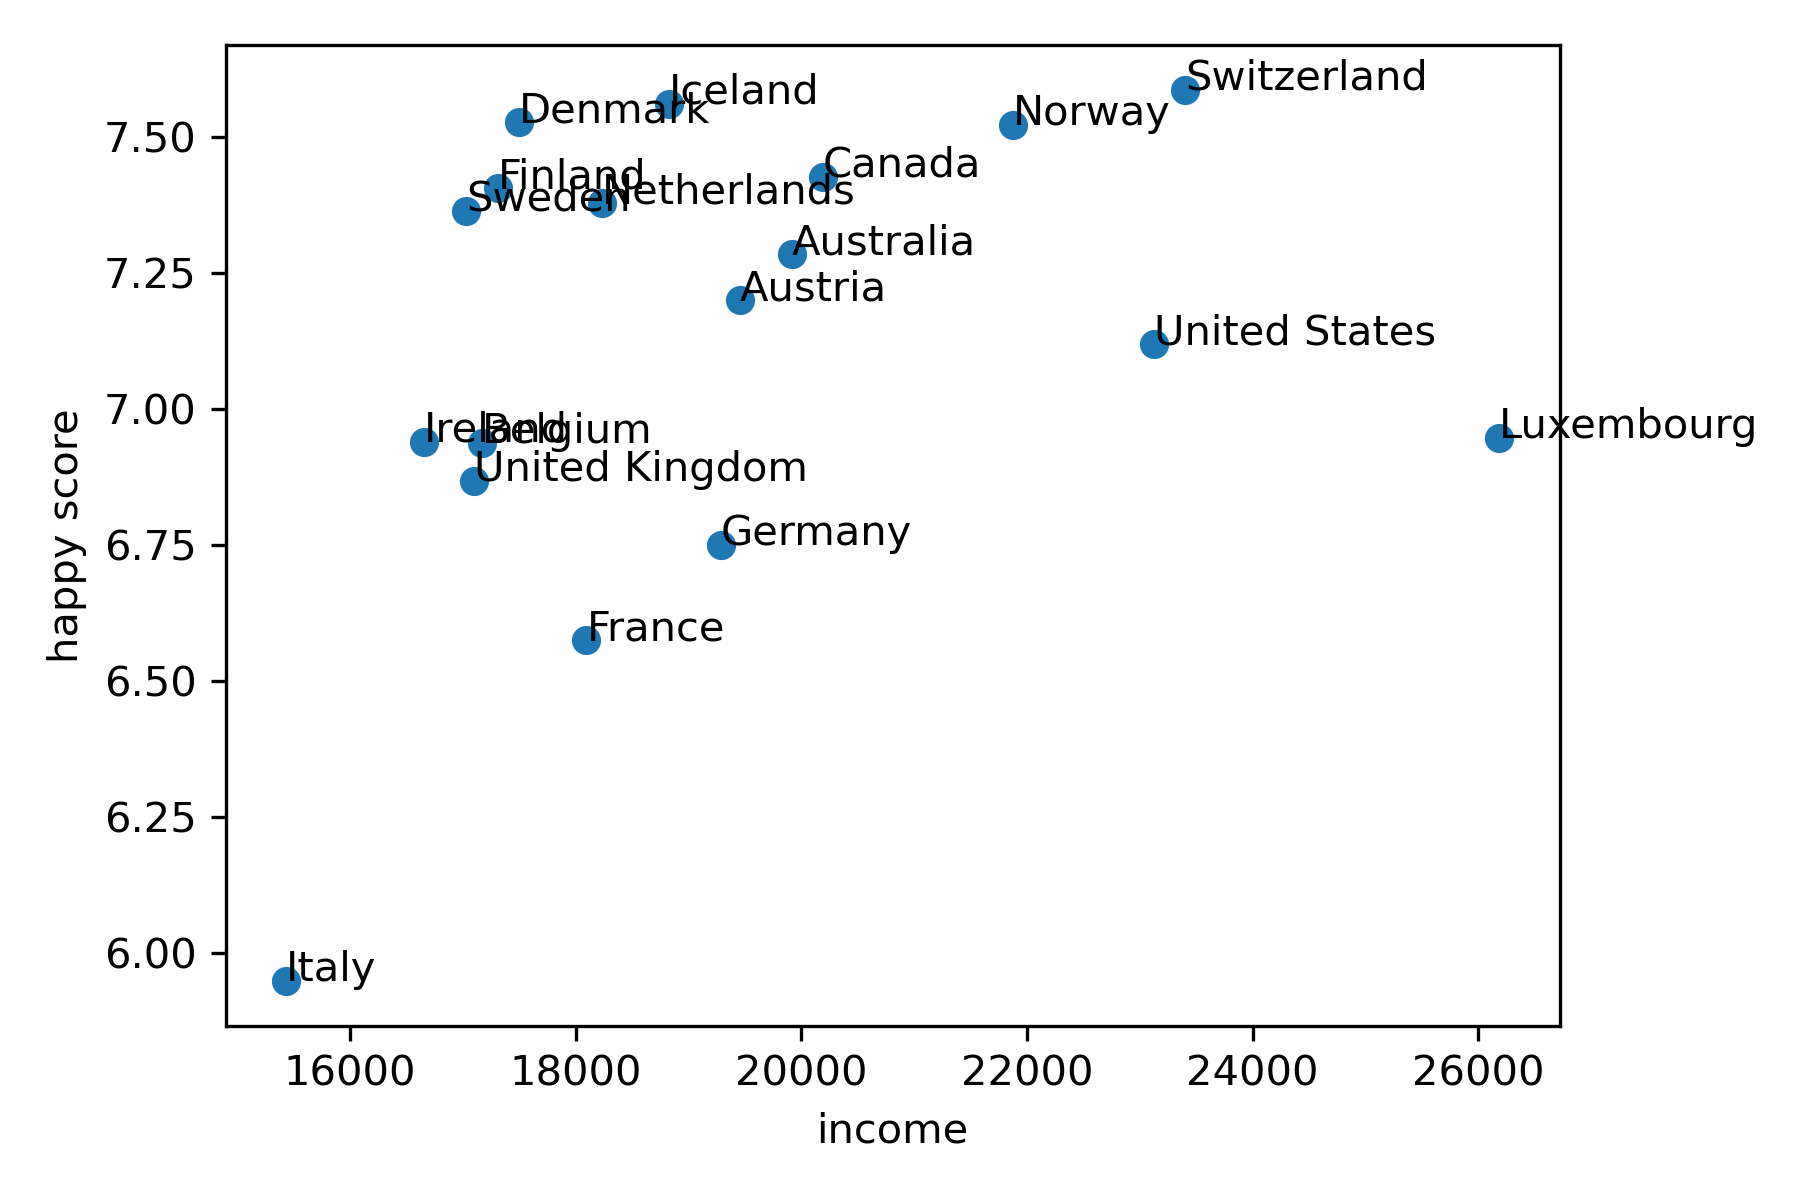 Switzerland
Iceland
Denmark
Norway
7.50
Canada
Finland
Netherlands
Sweden
Australia
7.25
Austria
United States
7.00
Luxembourg
Ireland
Belgium
United Kingdom
6.75
Germany
France
6.50
6.25
6.00
Italy
happy score
16000 18000 20000 22000 24000 26000
income